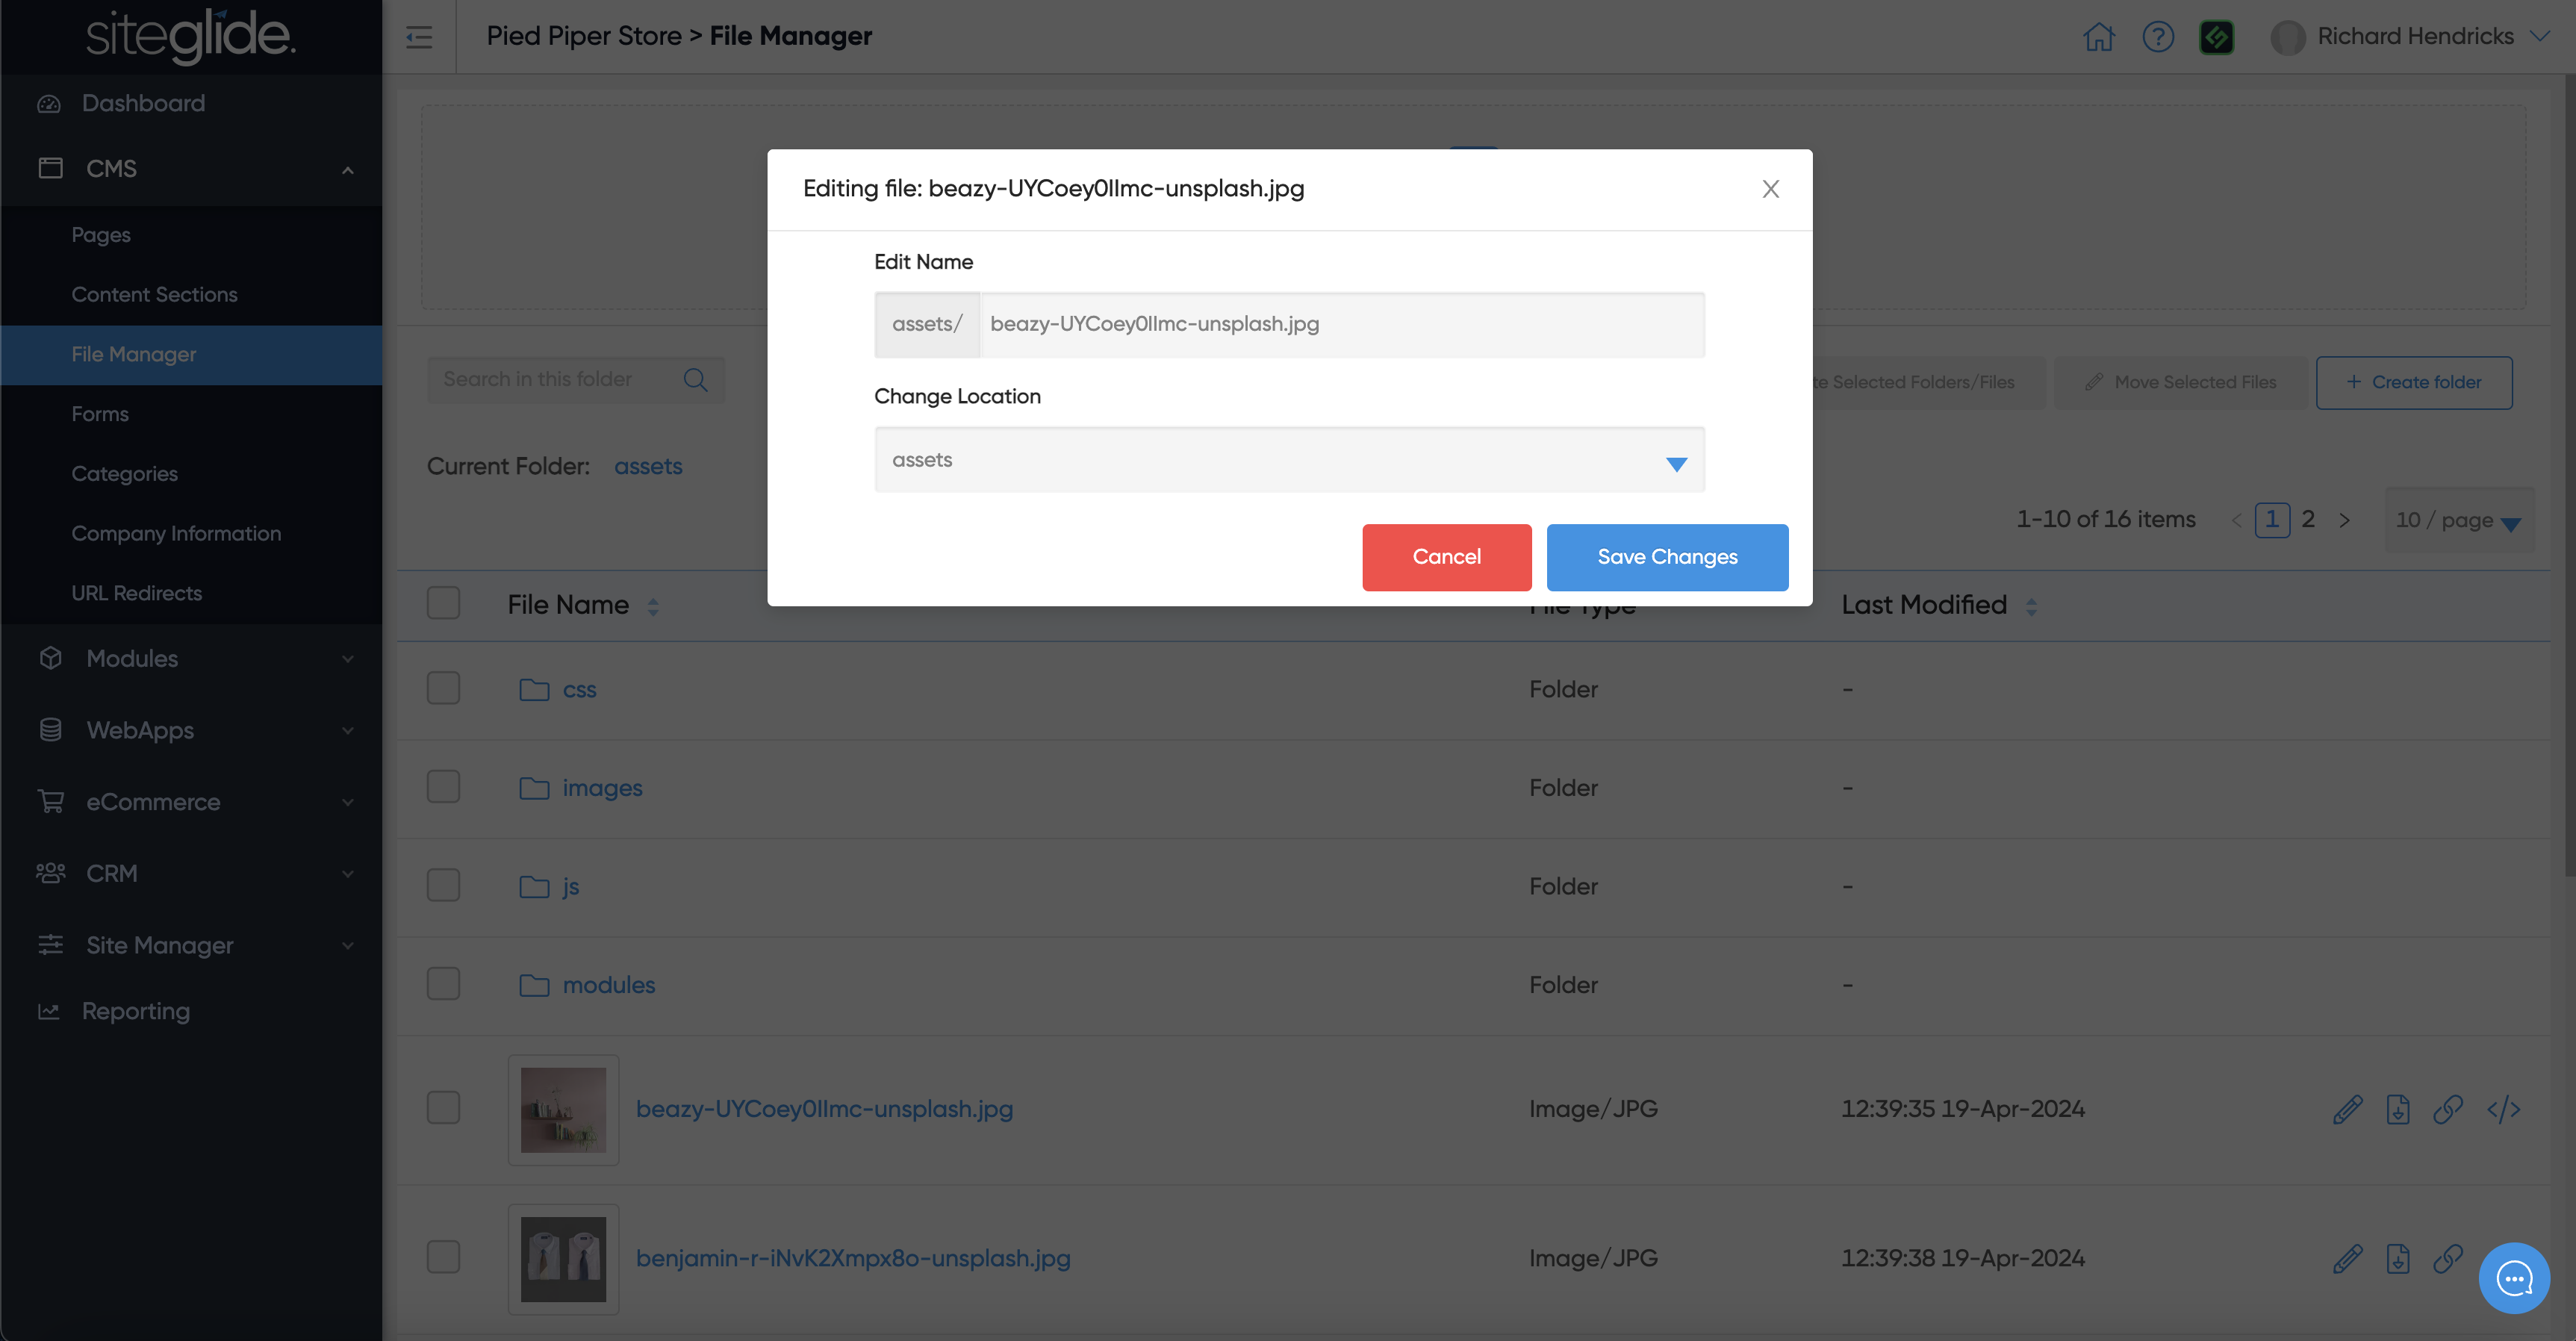 siteglide.
Pied Piper Store > File Manager
Richard Hendricks
Dashboard
CMS
Pages
Content Sections
File Manager
Forms
Categories
Company Information
URL Redirects
Modules
WebApps
eCommerce
CRM
Site Manager
Reporting
Editing file: beazy-UYCoey0IImc-unsplash.jpg
X
Edit Name
assets/ beazy-UYCoey0IImc-unsplash.jpg
Change Location
assets
Cancel Save Changes
Search in this folder
te Selected Folders/Files Move Selected Files + Create folder
Current Folder: assets
1-10 of 16 items < 1 2 > 10 / page
File Name File Type Last Modified
css Folder -
images Folder -
js Folder -
modules Folder -
beazy-UYCoey0IImc-unsplash.jpg Image/JPG 12:39:35 19-Apr-2024 </>
benjamin-r-iNvK2Xmpx8o-unsplash.jpg Image/JPG 12:39:38 19-Apr-2024